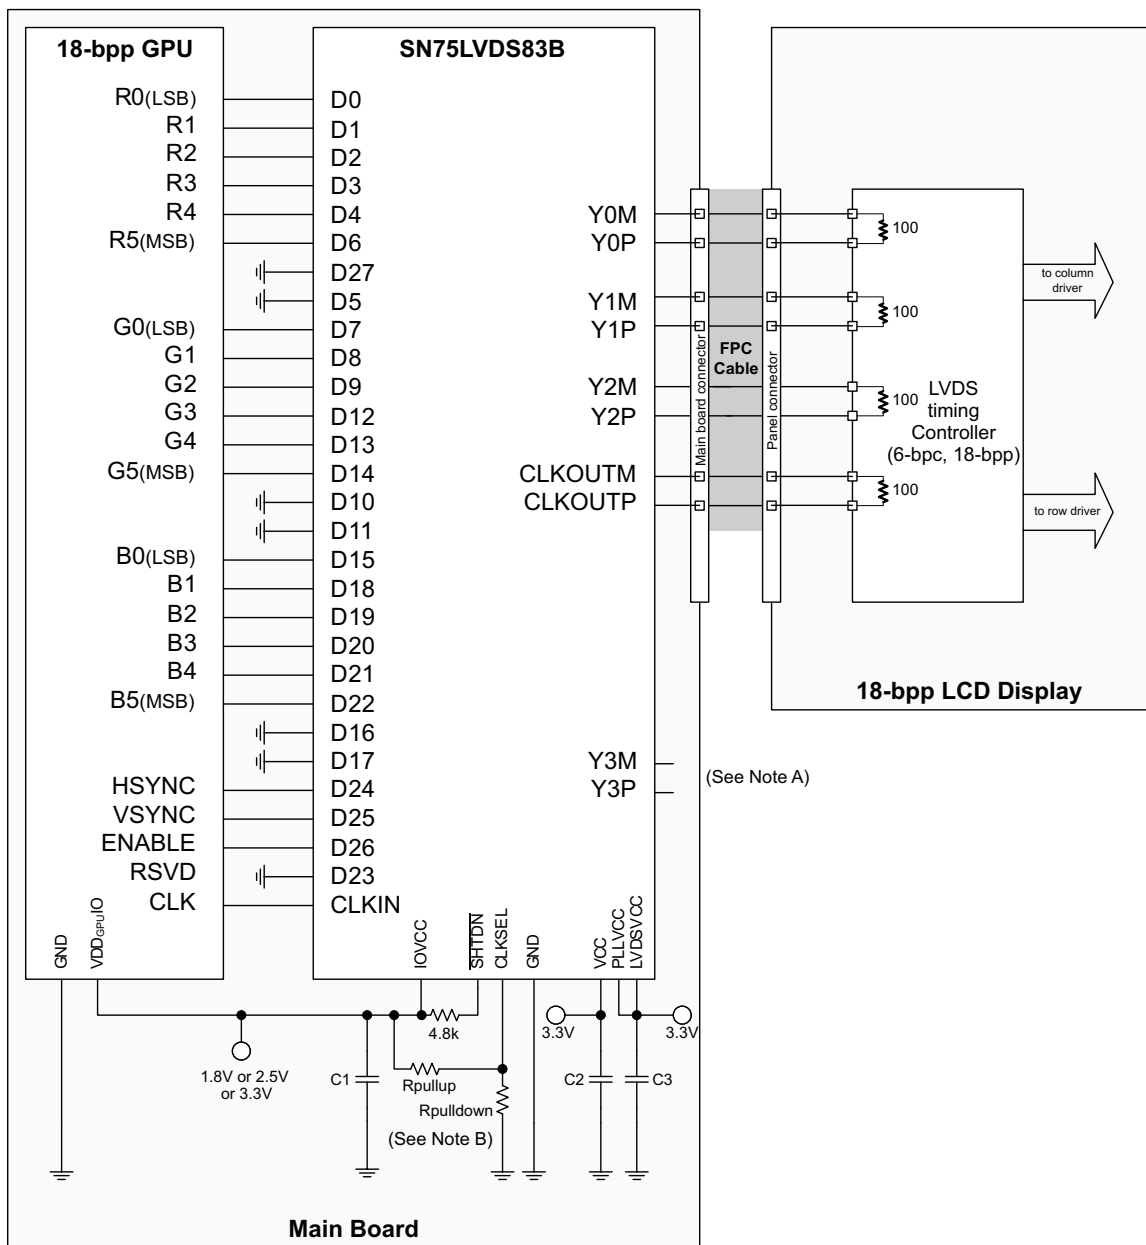 18-bpp GPU
SN75LVDS83B
R0(LSB)
R1
R2
R3
R4
R5(MSB)
G0(LSB)
G1
G2
G3
G4
G5(MSB)
B0(LSB)
B1
B2
B3
B4
B5(MSB)
HSYNC
VSYNC
ENABLE
RSVD
CLK
GND
VDDGPUIO
D0
D1
D2
D3
D4
D6
D27
D5
D7
D8
D9
D12
D13
D14
D10
D11
D15
D18
D19
D20
D21
D22
D16
D17
D24
D25
D26
D23
CLKIN
Y0M
Y0P
Y1M
Y1P
Y2M
Y2P
CLKOUTM
CLKOUTP
Y3M
Y3P
(See Note A)
IOVCC
SHTDN
CLKSEL
GND
VCC
PLLVCC
LVDSVCC
Main board connector
FPC
Cable
Panel connector
100
100
100
100
LVDS
timing
Controller
(6-bpc, 18-bpp)
to column
driver
to row driver
18-bpp LCD Display
4.8k
3.3V
3.3V
1.8V or 2.5V
or 3.3V
C1
Rpullup
Rpulldown
(See Note B)
C2
C3
Main Board